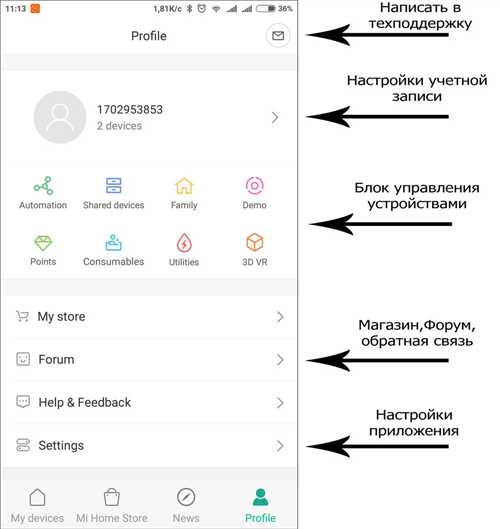 11:13 1,81K/c 36%
Написать в
техподдержку
Profile
Настройки учетной
записи
1702953853
2 devices
Automation Shared devices Family Demo
Блок управления
устройствами
Points Consumables Utilities 3D VR
My store
Магазин,Форум,
обратная связь
Forum
Help & Feedback
Настройки
приложения
Settings
My devices Mi Home Store News Profile